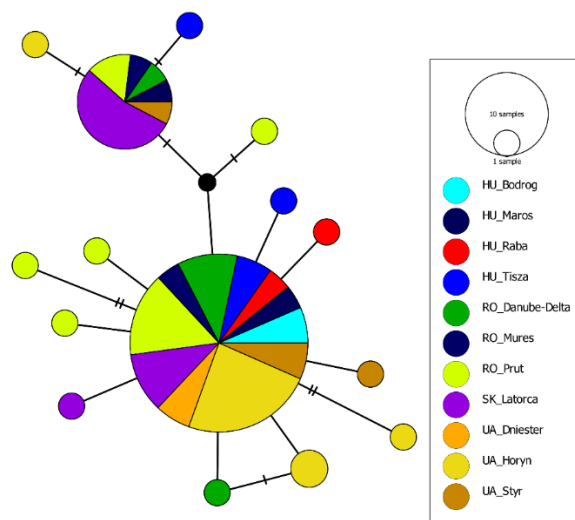 10 samples
1 sample
HU_Bodrog
HU_Maros
HU_Raba
HU_Tisza
RO_Danube-Delta
RO_Mures
RO_Prut
SK_Latorca
UA_Dniester
UA_Horyn
UA_Styr